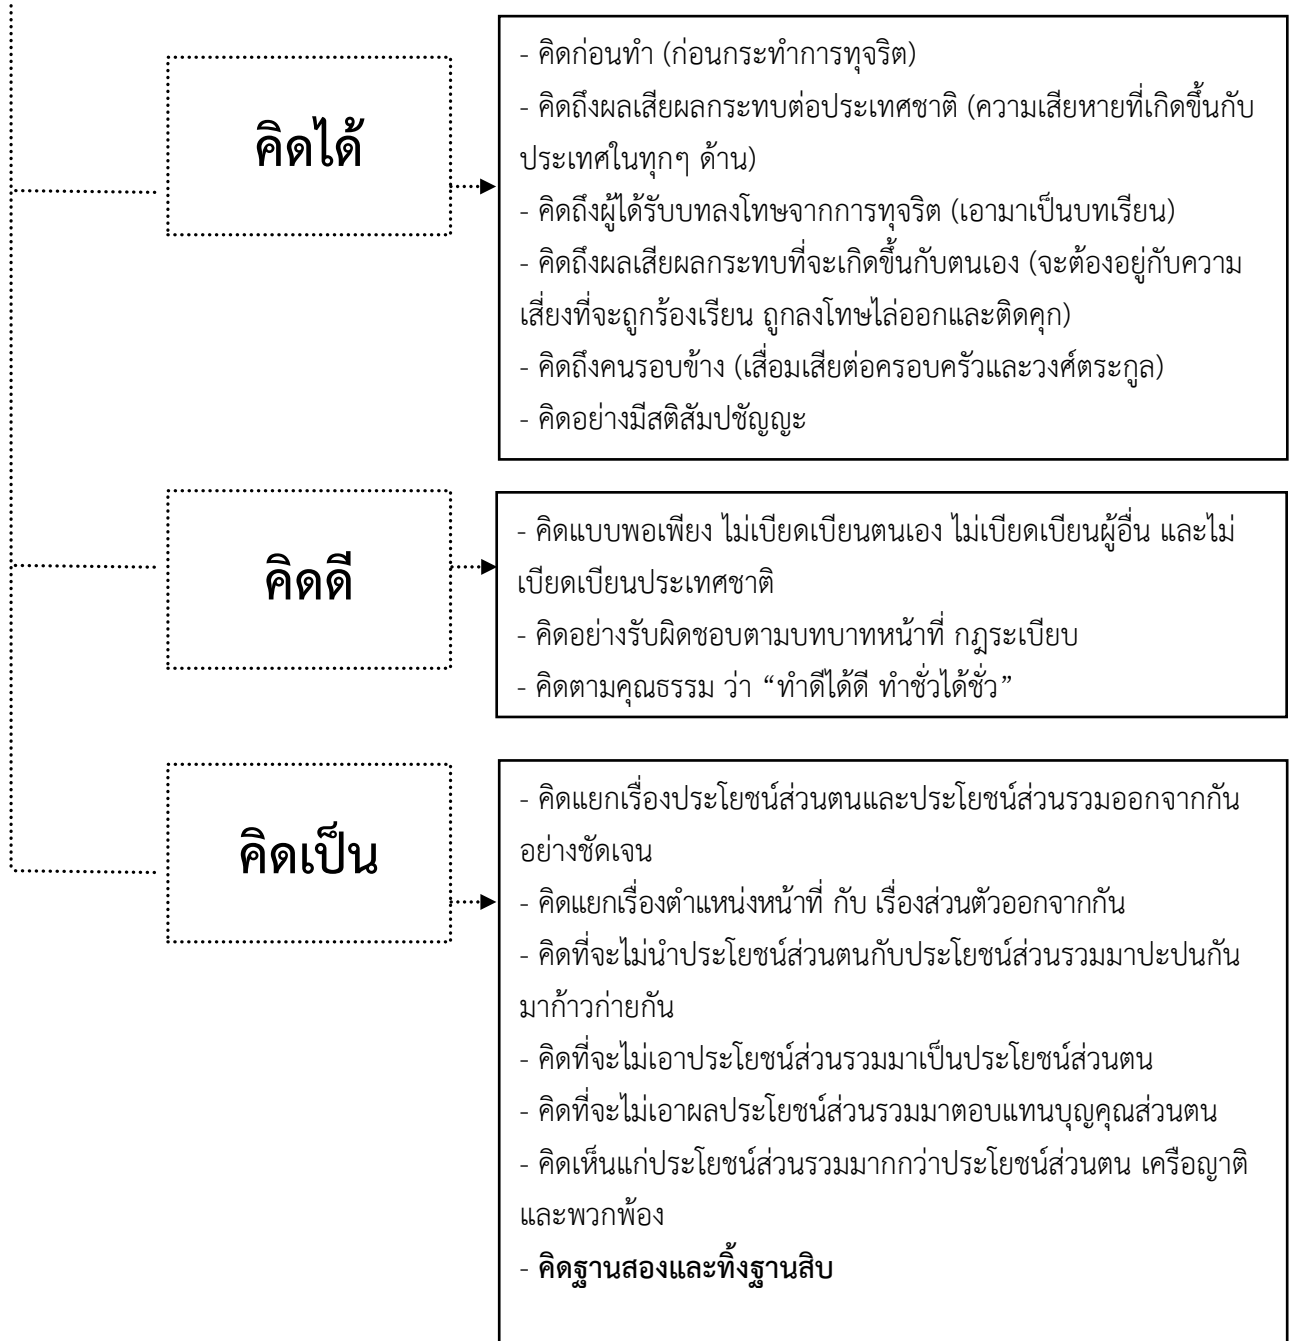 คิดได้
- คิดก่อนทำ (ก่อนกระทำการทุจริต)
- คิดถึงผลเสียผลกระทบต่อประเทศชาติ (ความเสียหายที่เกิดขึ้นกับ
ประเทศในทุกๆ ด้าน)
- คิดถึงผู้ได้รับบทลงโทษจากการทุจริต (เอามาเป็นบทเรียน)
- คิดถึงผลเสียผลกระทบที่จะเกิดขึ้นกับตนเอง (จะต้องอยู่กับความ
เสี่ยงที่จะถูกร้องเรียน ถูกลงโทษไล่ออกและติดคุก)
- คิดถึงคนรอบข้าง (เสื่อมเสียต่อครอบครัวและวงศ์ตระกูล)
- คิดอย่างมีสติสัมปชัญญะ
คิดดี
- คิดแบบพอเพียง ไม่เบียดเบียนตนเอง ไม่เบียดเบียนผู้อื่น และไม่
เบียดเบียนประเทศชาติ
- คิดอย่างรับผิดชอบตามบทบาทหน้าที่ กฎระเบียบ
- คิดตามคุณธรรม ว่า “ทำดีได้ดี ทำชั่วได้ชั่ว”
คิดเป็น
- คิดแยกเรื่องประโยชน์ส่วนตนและประโยชน์ส่วนรวมออกจากกัน
อย่างชัดเจน
- คิดแยกเรื่องตำแหน่งหน้าที่ กับ เรื่องส่วนตัวออกจากกัน
- คิดที่จะไม่นำประโยชน์ส่วนตนกับประโยชน์ส่วนรวมมาปะปนกัน
มาก้าวก่ายกัน
- คิดที่จะไม่เอาประโยชน์ส่วนรวมมาเป็นประโยชน์ส่วนตน
- คิดที่จะไม่เอาผลประโยชน์ส่วนรวมมาตอบแทนบุญคุณส่วนตน
- คิดเห็นแก่ประโยชน์ส่วนรวมมากกว่าประโยชน์ส่วนตน เครือญาติ
และพวกพ้อง
- คิดฐานสองและทิ้งฐานสิบ